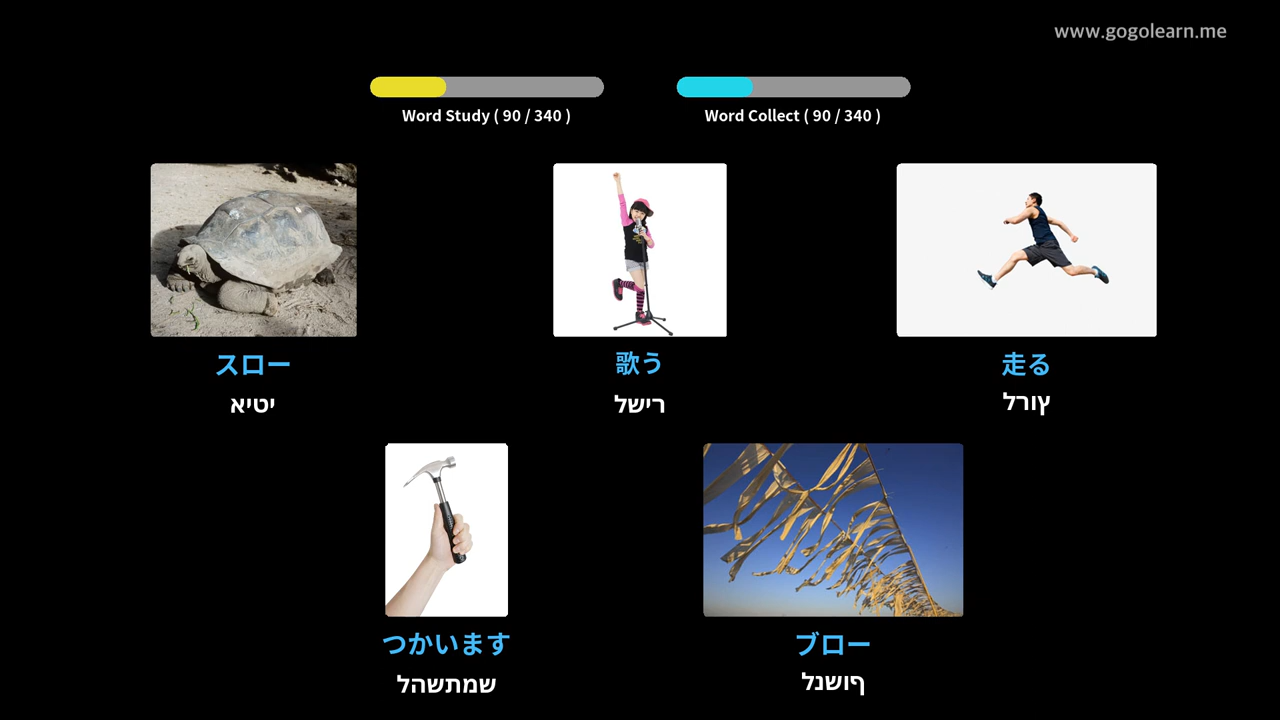 www.gogolearn.me
Word Study ( 90 / 340 )
Word Collect ( 90 / 340 )
スロー
יטיא
歌う
רישל
走る
ץורל
つかいます
שמתשהל
ブロー
ףושנל